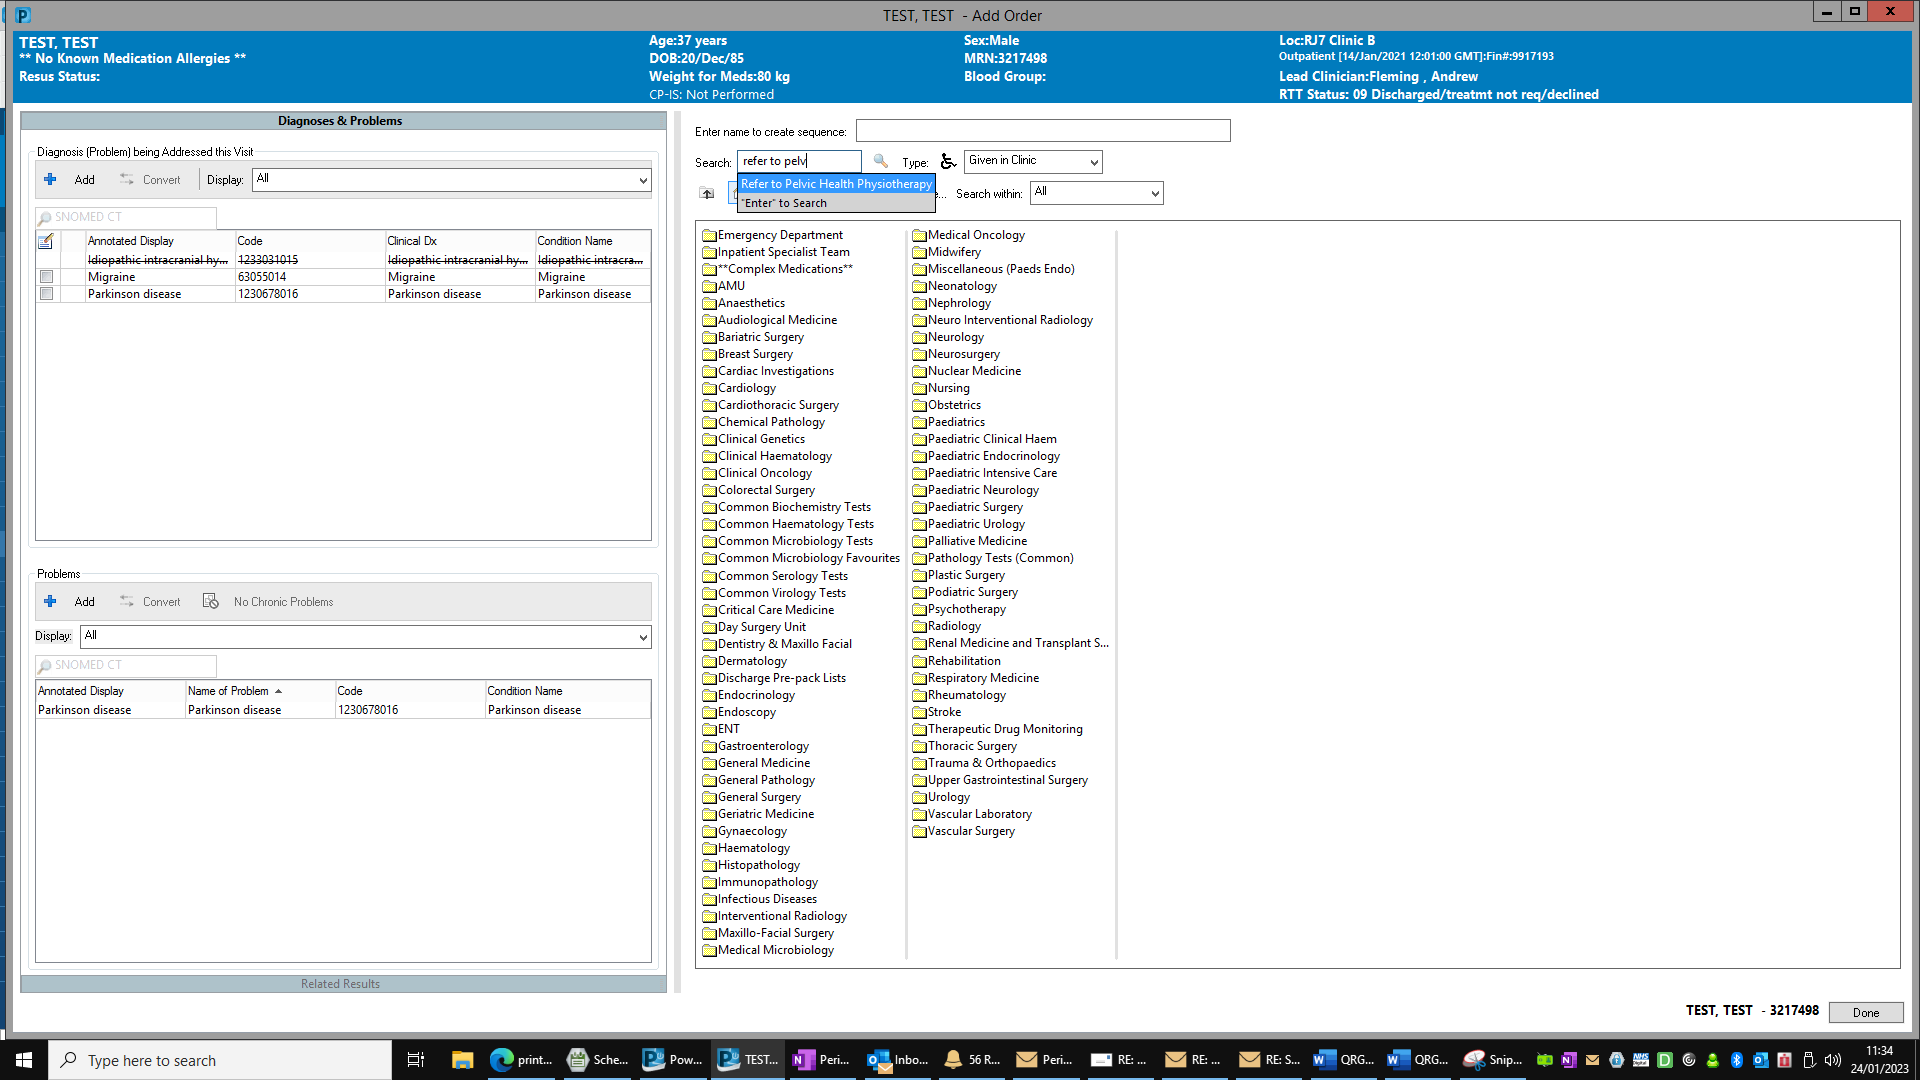 TEST, TEST - Add Order
TEST, TEST
** No Known Medication Allergies **
Resus Status:
Age:37 years
DOB:20/Dec/85
Weight for Meds:80 kg
CP-IS: Not Performed
Sex:Male
MRN:3217498
Blood Group:
Loc:RJ7 Clinic B
Outpatient [14/Jan/2021 12:01:00 GMT]:Fin#:9917193
Lead Clinician:Fleming , Andrew
RTT Status: 09 Discharged/treatmt not req/declined
Diagnoses & Problems
Diagnosis (Problem) being Addressed this Visit
Add Convert Display: All
SNOMED CT
Annotated Display Code Clinical Dx Condition Name
Idiopathic intracranial hy... 1233031015 Idiopathic intracranial hy... Idiopathic intracra...
Migraine 63055014 Migraine Migraine
Parkinson disease 1230678016 Parkinson disease Parkinson disease
Problems
Add Convert No Chronic Problems
Display: All
SNOMED CT
Annotated Display Name of Problem Code Condition Name
Parkinson disease Parkinson disease 1230678016 Parkinson disease
Related Results
Enter name to create sequence:
Search: refer to pelv Type: Given in Clinic
Refer to Pelvic Health Physiotherapy
"Enter" to Search
e... Search within: All
Emergency Department
Inpatient Specialist Team
**Complex Medications**
AMU
Anaesthetics
Audiological Medicine
Bariatric Surgery
Breast Surgery
Cardiac Investigations
Cardiology
Cardiothoracic Surgery
Chemical Pathology
Clinical Genetics
Clinical Haematology
Clinical Oncology
Colorectal Surgery
Common Biochemistry Tests
Common Haematology Tests
Common Microbiology Tests
Common Microbiology Favourites
Common Serology Tests
Common Virology Tests
Critical Care Medicine
Day Surgery Unit
Dentistry & Maxillo Facial
Dermatology
Discharge Pre-pack Lists
Endocrinology
Endoscopy
ENT
Gastroenterology
General Medicine
General Pathology
General Surgery
Geriatric Medicine
Gynaecology
Haematology
Histopathology
Immunopathology
Infectious Diseases
Interventional Radiology
Maxillo-Facial Surgery
Medical Microbiology
Medical Oncology
Midwifery
Miscellaneous (Paeds Endo)
Neonatology
Nephrology
Neuro Interventional Radiology
Neurology
Neurosurgery
Nuclear Medicine
Nursing
Obstetrics
Paediatrics
Paediatric Clinical Haem
Paediatric Endocrinology
Paediatric Intensive Care
Paediatric Neurology
Paediatric Surgery
Paediatric Urology
Palliative Medicine
Pathology Tests (Common)
Plastic Surgery
Podiatric Surgery
Psychotherapy
Radiology
Renal Medicine and Transplant S...
Rehabilitation
Respiratory Medicine
Rheumatology
Stroke
Therapeutic Drug Monitoring
Thoracic Surgery
Trauma & Orthopaedics
Upper Gastrointestinal Surgery
Urology
Vascular Laboratory
Vascular Surgery
TEST, TEST - 3217498 Done
Type here to search
print... Sche... Pow... TEST... Peri... Inbo... 56 R... Peri... RE: ... RE: ... RE: S... QRG... QRG... Snip...
11:34
24/01/2023